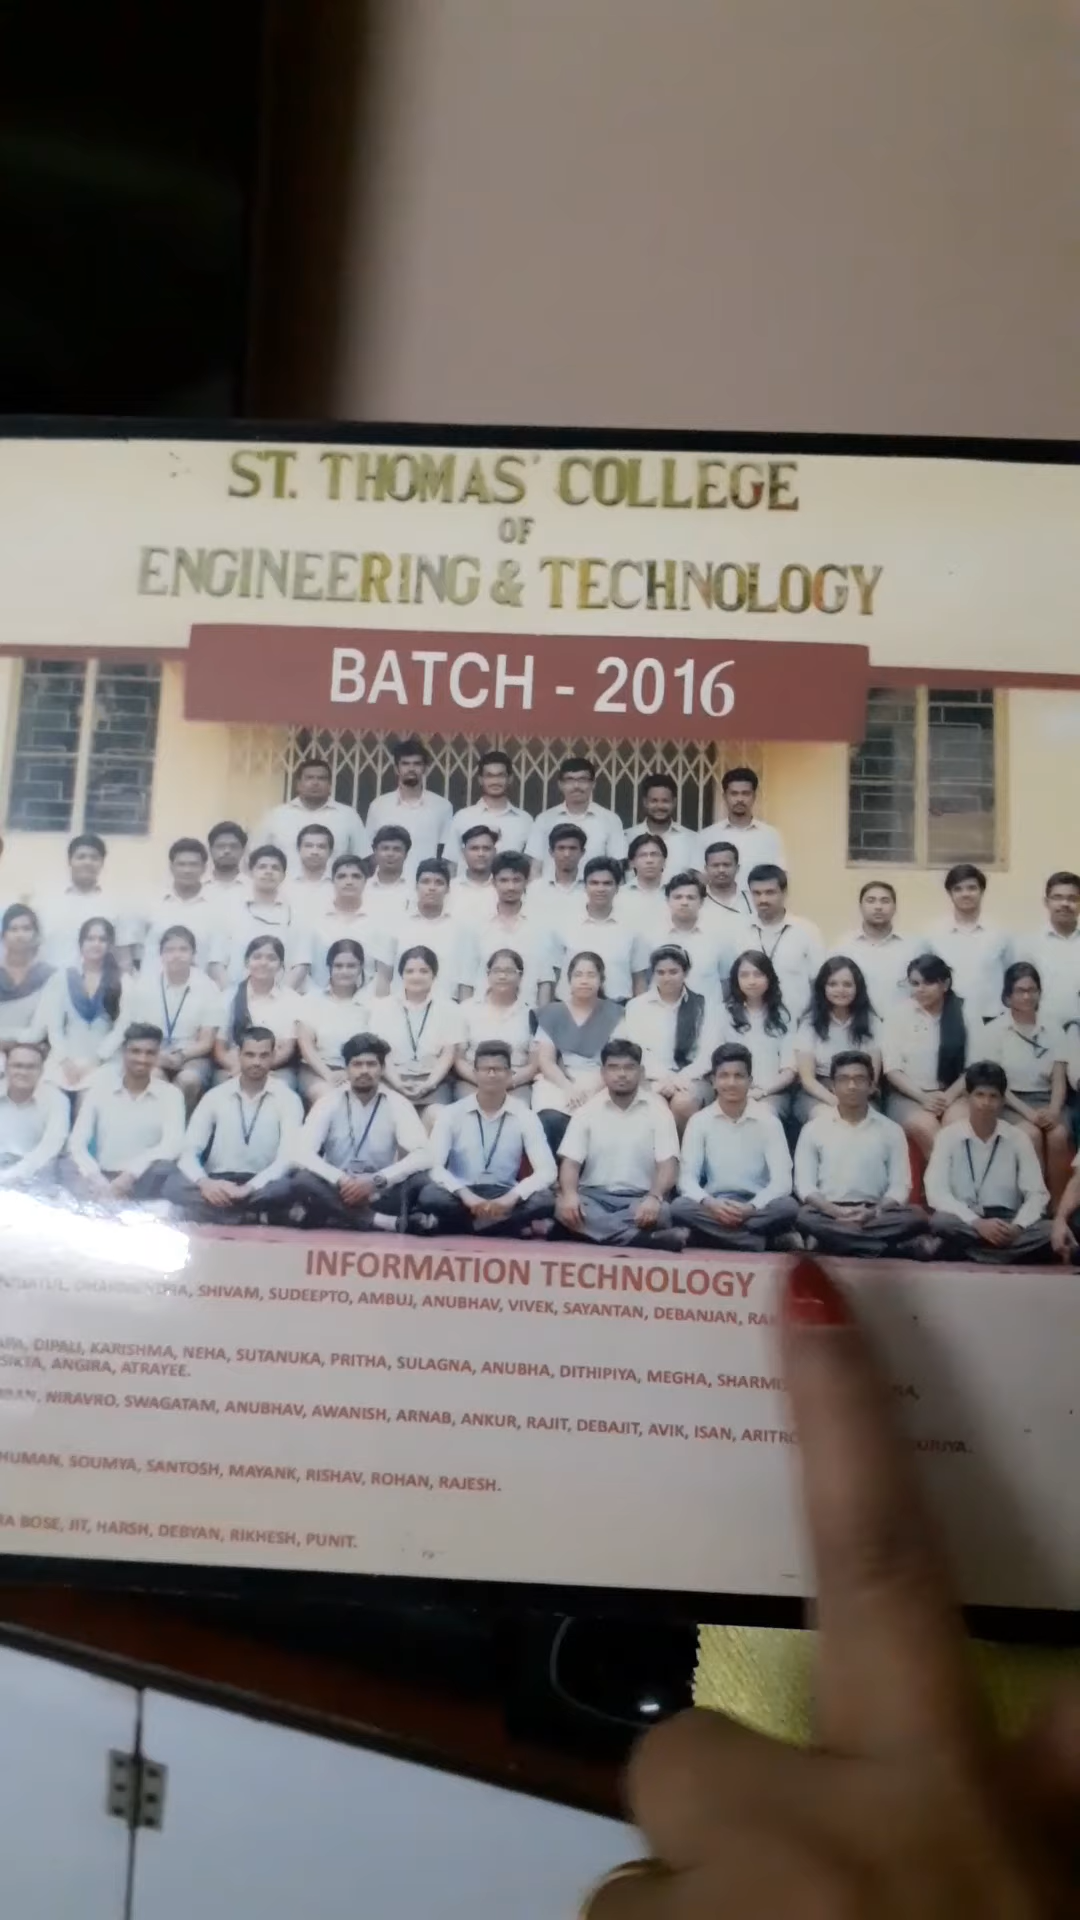 ST. THOMAS' COLLEGE
OF
ENGINEERING & TECHNOLOGY
BATCH - 2016
INFORMATION TECHNOLOGY
SHIVAM, SUDEEPTO, AMBUJ, ANUBHAV, VIVEK, SAYANTAN, DEBANJAN,
DIPALI, KARISHMA, NEHA, SUTANUKA, PRITHA, SULAGNA, ANUBHA, DITHIPIYA, MEGHA,
ANGIRA, ATRAYEE.
NIRAVRO, SWAGATAM, ANUBHAV, AWANISH, ARNAB, ANKUR, RAJIT, DEBAJIT, AVIK, ISAN,
SOUMYA, SANTOSH, MAYANK, RISHAV, ROHAN, RAJESH.
BOSE, JIT, HARSH, DEBYAN, RIKHESH, PUNIT.